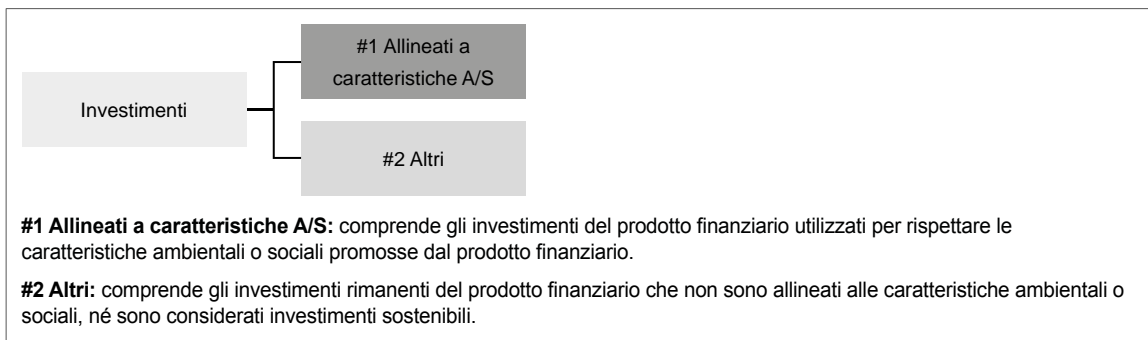 #1 Allineati a
caratteristiche A/S
Investimenti
#2 Altri
#1 Allineati a caratteristiche A/S: comprende gli investimenti del prodotto finanziario utilizzati per rispettare le
caratteristiche ambientali o sociali promosse dal prodotto finanziario.
#2 Altri: comprende gli investimenti rimanenti del prodotto finanziario che non sono allineati alle caratteristiche ambientali o
sociali, né sono considerati investimenti sostenibili.